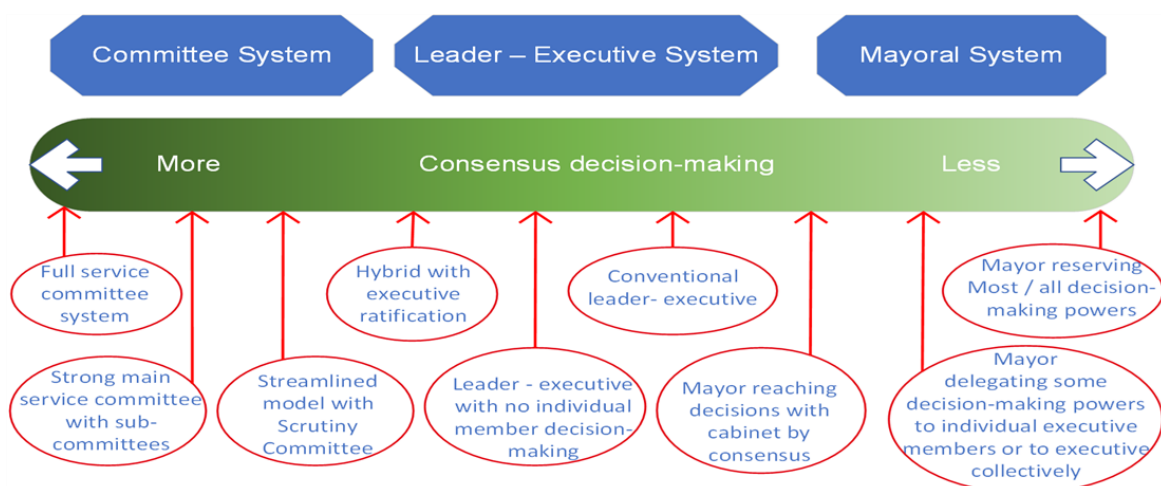 Committee System
Leader – Executive System
Mayoral System
More
Consensus decision-making
Less
Full service
committee
system
Hybrid with
executive
ratification
Conventional
leader- executive
Mayor reserving
Most / all decision-
making powers
Strong main
service committee
with sub-
committees
Streamlined
model with
Scrutiny
Committee
Leader - executive
with no individual
member decision-
making
Mayor reaching
decisions with
cabinet by
consensus
Mayor
delegating some
decision-making powers
to individual executive
members or to executive
collectively